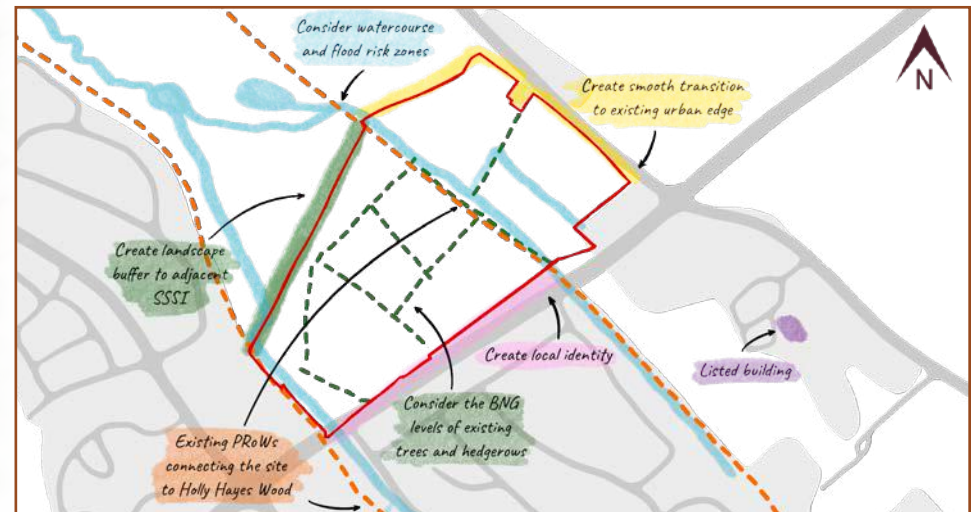 Consider watercourse
and flood risk zones
N
Create smooth transition
to existing urban edge
Create landscape
buffer to adjacent
SSSI
Create local identity
Listed building
Consider the BNG
levels of existing
trees and hedgerows
Existing PRoWs
connecting the site
to Holly Hayes Wood